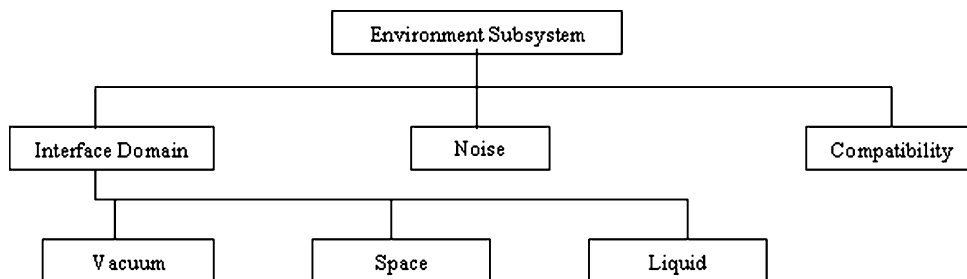 Environment Subsystem
Interface Domain
Noise
Compatibility
Vacuum
Space
Liquid